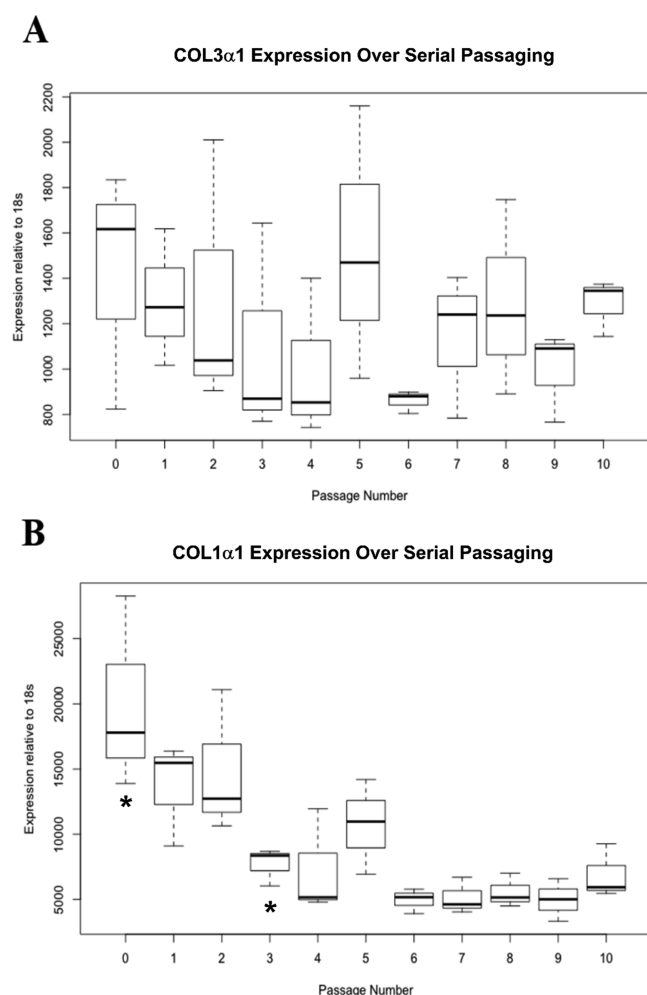 A
COL3α1 Expression Over Serial Passaging
Expression relative to 18s
2200
2000
1800
1600
1400
1200
1000
800
0 1 2 3 4 5 6 7 8 9 10
Passage Number
B
COL1α1 Expression Over Serial Passaging
Expression relative to 18s
25000
20000
15000
10000
5000
*
*
0 1 2 3 4 5 6 7 8 9 10
Passage Number